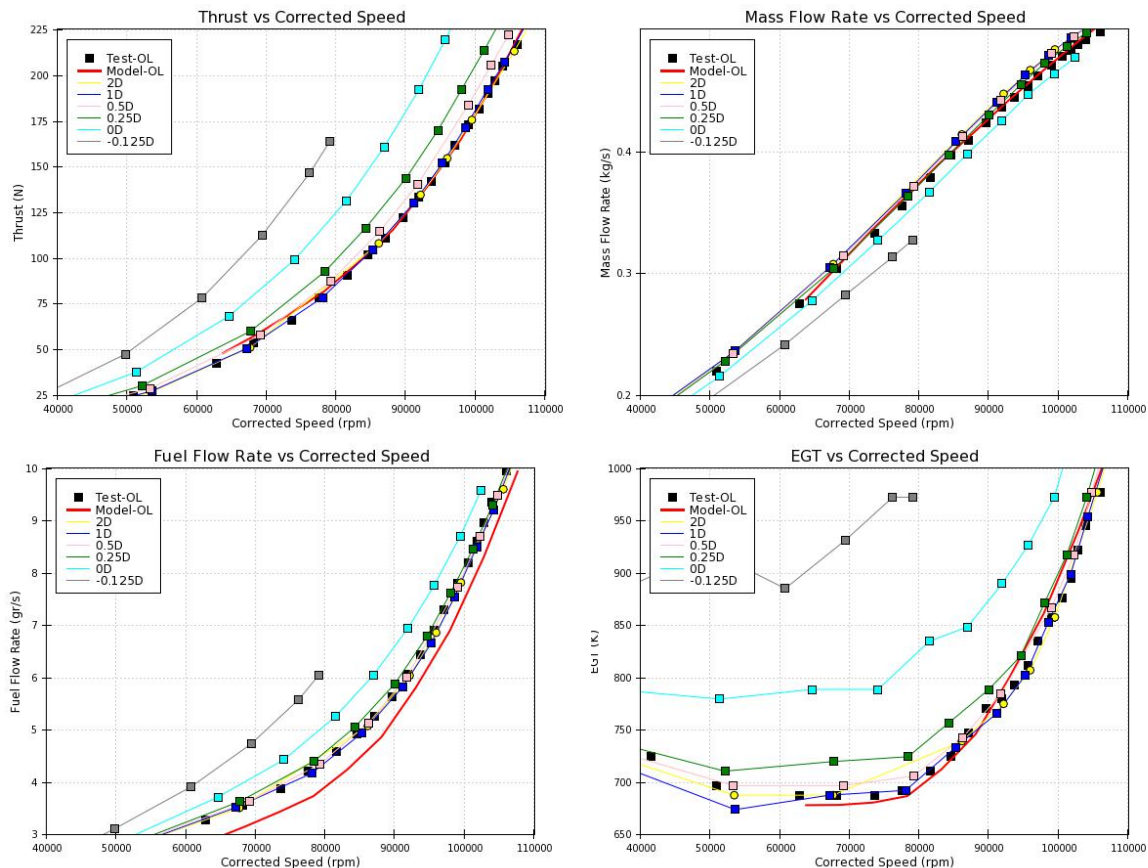 Thrust vs Corrected Speed
225
200
175
150
125
100
75
50
25
Thrust (N)
Test-OL
Model-OL
2D
1D
0.5D
0.25D
0D
-0.125D
40000 50000 60000 70000 80000 90000 100000 110000
Corrected Speed (rpm)
Mass Flow Rate vs Corrected Speed
0.4
0.3
0.2
Mass Flow Rate (kg/s)
Test-OL
Model-OL
2D
1D
0.5D
0.25D
0D
-0.125D
40000 50000 60000 70000 80000 90000 100000 110000
Corrected Speed (rpm)
Fuel Flow Rate vs Corrected Speed
10
9
8
7
6
5
4
3
Fuel Flow Rate (gr/s)
Test-OL
Model-OL
2D
1D
0.5D
0.25D
0D
-0.125D
40000 50000 60000 70000 80000 90000 100000 110000
Corrected Speed (rpm)
EGT vs Corrected Speed
1000
950
900
850
800
750
700
650
EGT (K)
Test-OL
Model-OL
2D
1D
0.5D
0.25D
0D
-0.125D
40000 50000 60000 70000 80000 90000 100000 110000
Corrected Speed (rpm)